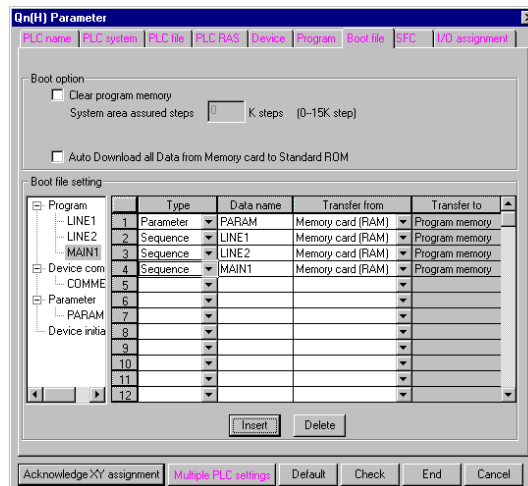 Qn(H) Parameter
PLC name PLC system PLC file PLC RAS Device Program Boot file SFC I/O assignment
Boot option
Clear program memory
System area assured steps 0 K steps (0--15K step)
Auto Download all Data from Memory card to Standard ROM
Boot file setting
Program
LINE1
LINE2
MAIN1
Device com
COMME
Parameter
PARAM
Device initia
Type Data name Transfer from Transfer to
1 Parameter PARAM Memory card (RAM) Program memory
2 Sequence LINE1 Memory card (RAM) Program memory
3 Sequence LINE2 Memory card (RAM) Program memory
4 Sequence MAIN1 Memory card (RAM) Program memory
5
6
7
8
9
10
11
12
Insert Delete
Acknowledge XY assignment Multiple PLC settings Default Check End Cancel